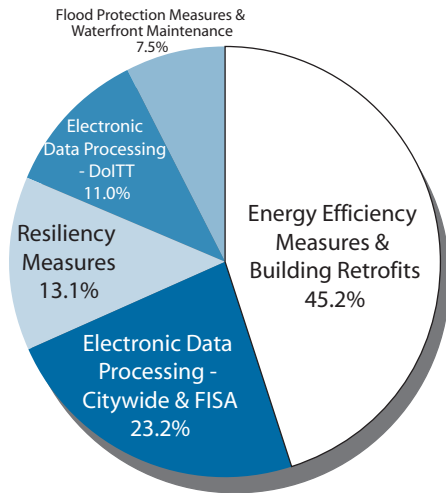 Flood Protection Measures &
Waterfront Maintenance
7.5%
Electronic
Data Processing
- DoITT
11.0%
Energy Efficiency
Measures &
Building Retrofits
45.2%
Resiliency
Measures
13.1%
Electronic Data
Processing -
Citywide & FISA
23.2%